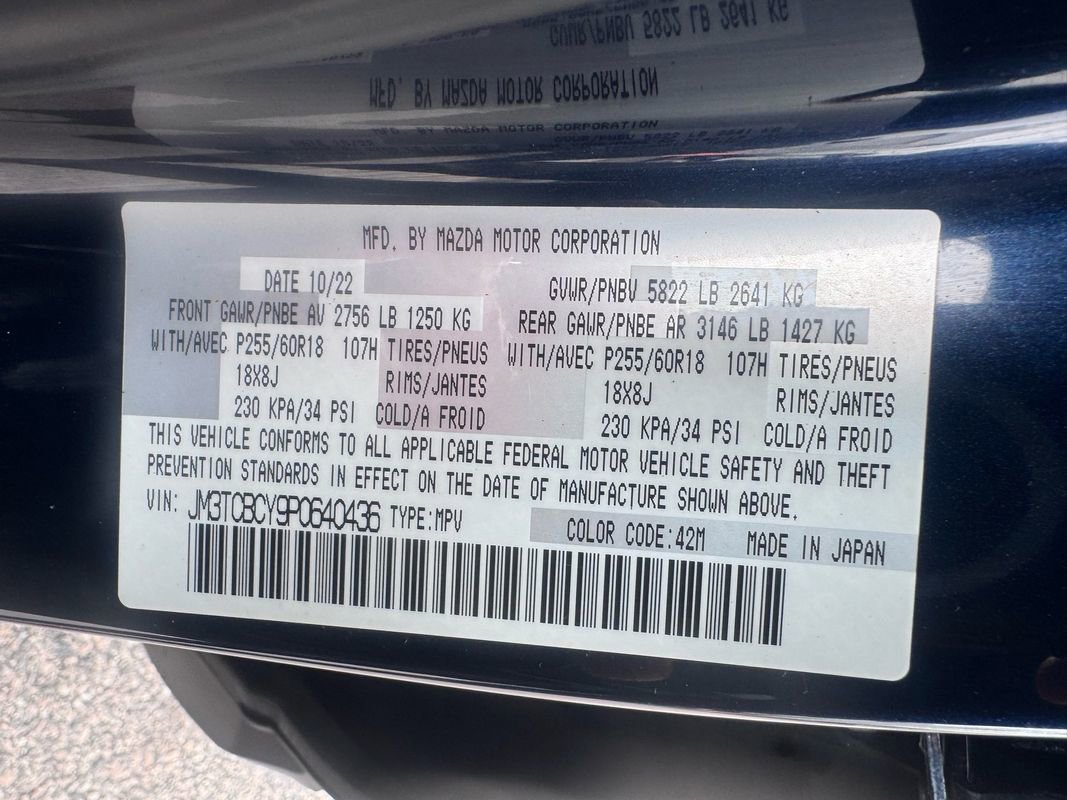 MFD. BY MAZDA MOTOR CORPORATION
DATE 10/22 GVWR/PNBV 5822 LB 2641 KG
FRONT GAWR/PNBE AV 2756 LB 1250 KG REAR GAWR/PNBE AR 3146 LB 1427 KG
WITH/AVEC P255/60R18 107H TIRES/PNEUS WITH/AVEC P255/60R18 107H TIRES/PNEUS
18X8J RIMS/JANTES 18X8J RIMS/JANTES
230 KPA/34 PSI COLD/A FROID 230 KPA/34 PSI COLD/A FROID
THIS VEHICLE CONFORMS TO ALL APPLICABLE FEDERAL MOTOR VEHICLE SAFETY AND THEFT
PREVENTION STANDARDS IN EFFECT ON THE DATE OF MANUFACTURE SHOWN ABOVE.
VIN: JM3TCBCY9P0640436 TYPE:MPV
COLOR CODE:42M MADE IN JAPAN